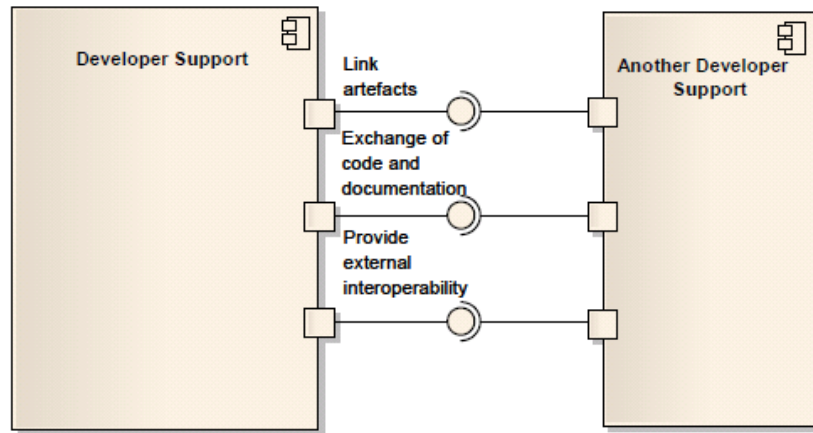 Developer Support
Link
artefacts
Exchange of
code and
documentation
Provide
external
interoperability
Another Developer
Support